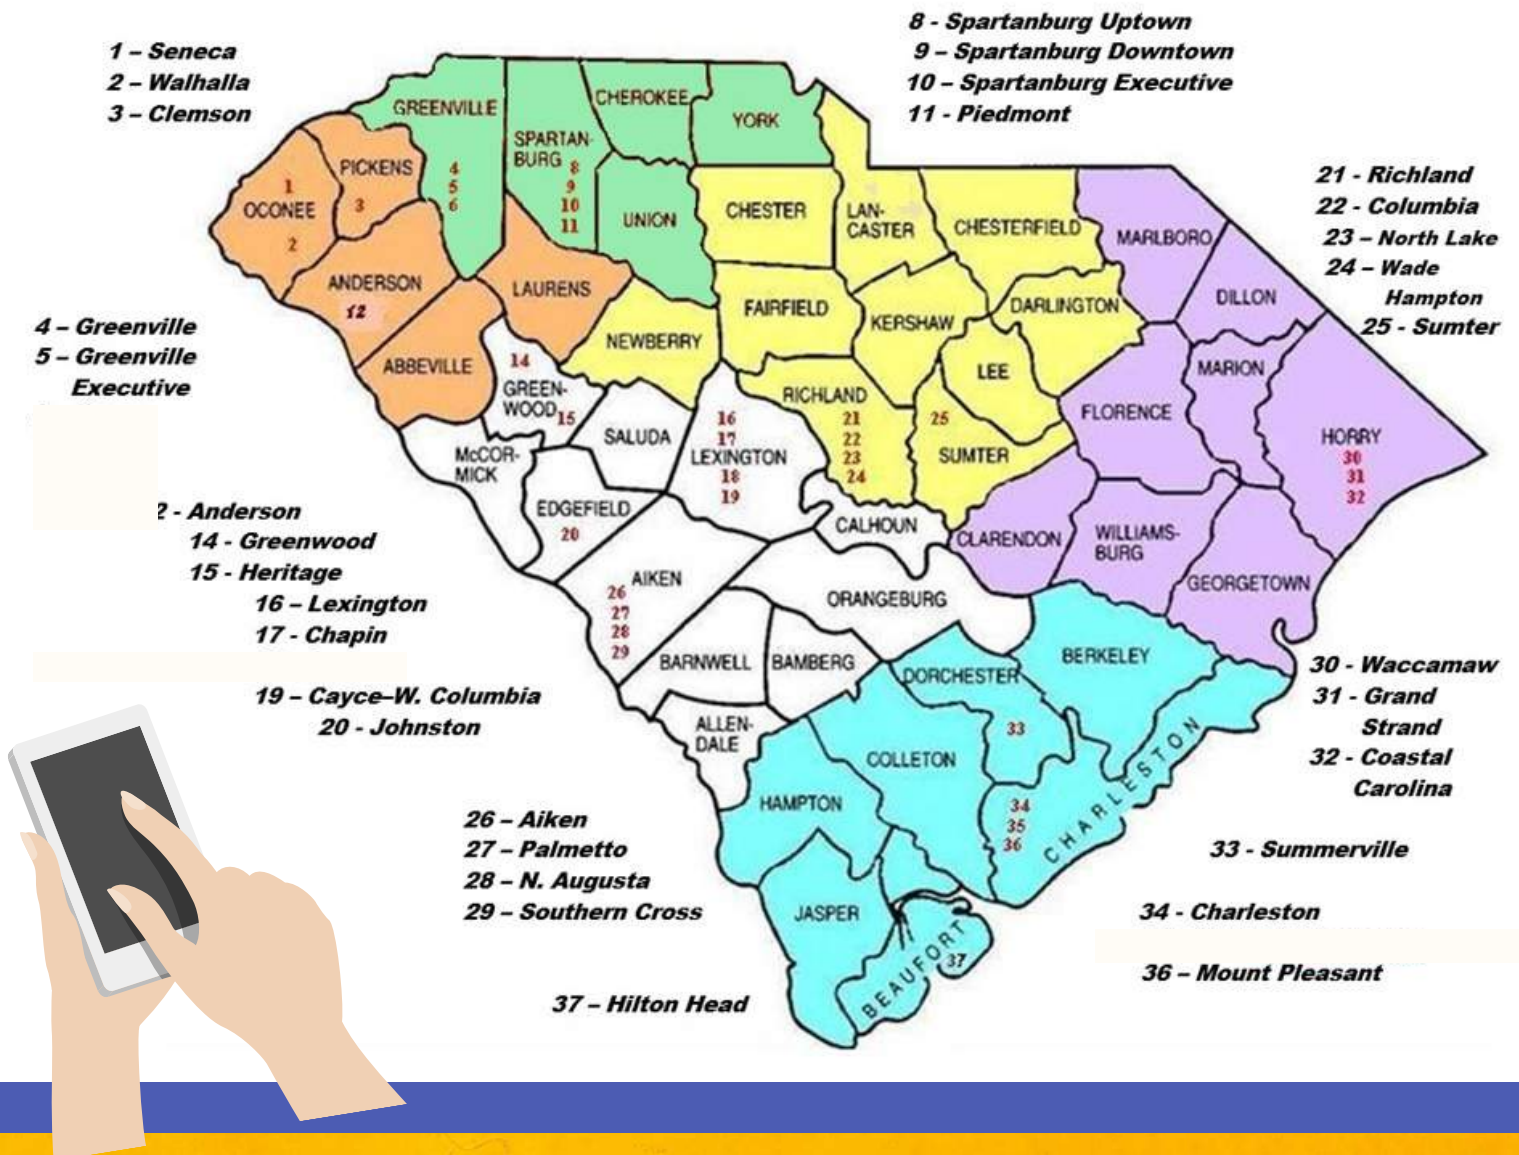 1 – Seneca
2 – Walhalla
3 – Clemson
8 - Spartanburg Uptown
9 – Spartanburg Downtown
10 – Spartanburg Executive
11 - Piedmont
21 - Richland
22 - Columbia
23 – North Lake
24 – Wade
Hampton
25 - Sumter
4 – Greenville
5 – Greenville
Executive
2 - Anderson
14 - Greenwood
15 - Heritage
16 – Lexington
17 - Chapin
19 – Cayce–W. Columbia
20 - Johnston
26 – Aiken
27 – Palmetto
28 – N. Augusta
29 – Southern Cross
37 – Hilton Head
30 - Waccamaw
31 - Grand
Strand
32 - Coastal
Carolina
33 - Summerville
34 - Charleston
36 – Mount Pleasant
GREENVILLE
4
5
6
SPARTAN-
BURG 8
9
10
11
CHEROKEE
YORK
UNION
PICKENS
3
1
OCONEE
2
ANDERSON
12
LAURENS
ABBEVILLE
CHESTER
LAN-
CASTER
CHESTERFIELD
FAIRFIELD
KERSHAW
DARLINGTON
NEWBERRY
LEE
RICHLAND
21
22
23
24
25
SUMTER
MARLBORO
DILLON
MARION
FLORENCE
HORRY
30
31
32
CLARENDON
WILLIAMS-
BURG
GEORGETOWN
14
GREEN-
WOOD 15
SALUDA
McCOR-
MICK
EDGEFIELD
20
16
17
LEXINGTON
18
19
CALHOUN
AIKEN
26
27
28
29
ORANGEBURG
BARNWELL
BAMBERG
ALLEN-
DALE
BERKELEY
DORCHESTER
33
COLLETON
HAMPTON
34
35
36
CHARLESTON
JASPER
BEAUFORT
37